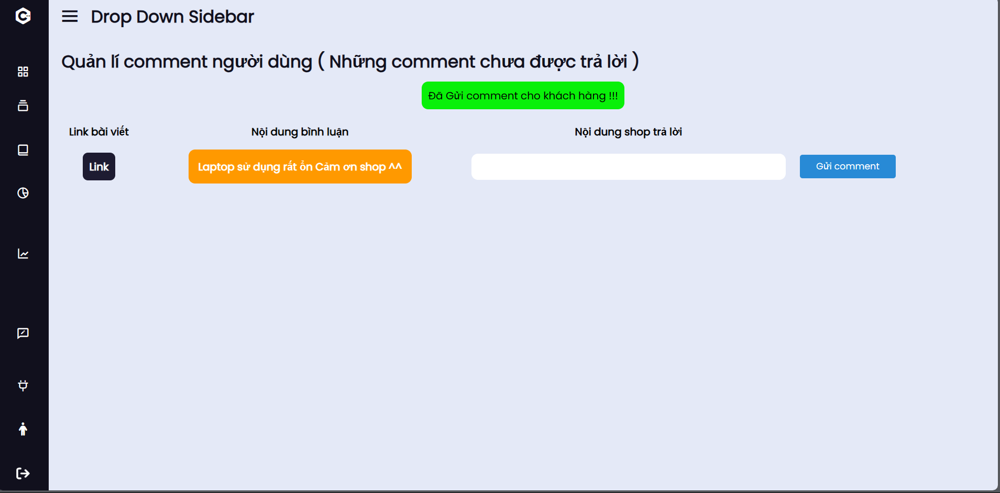 Drop Down Sidebar
Quản lí comment người dùng ( Những comment chưa được trả lời )
Đã Gửi comment cho khách hàng !!!
Link bài viết Nội dung bình luận Nội dung shop trả lời
Link Laptop sử dụng rất ổn Cảm ơn shop ^^ Gửi comment